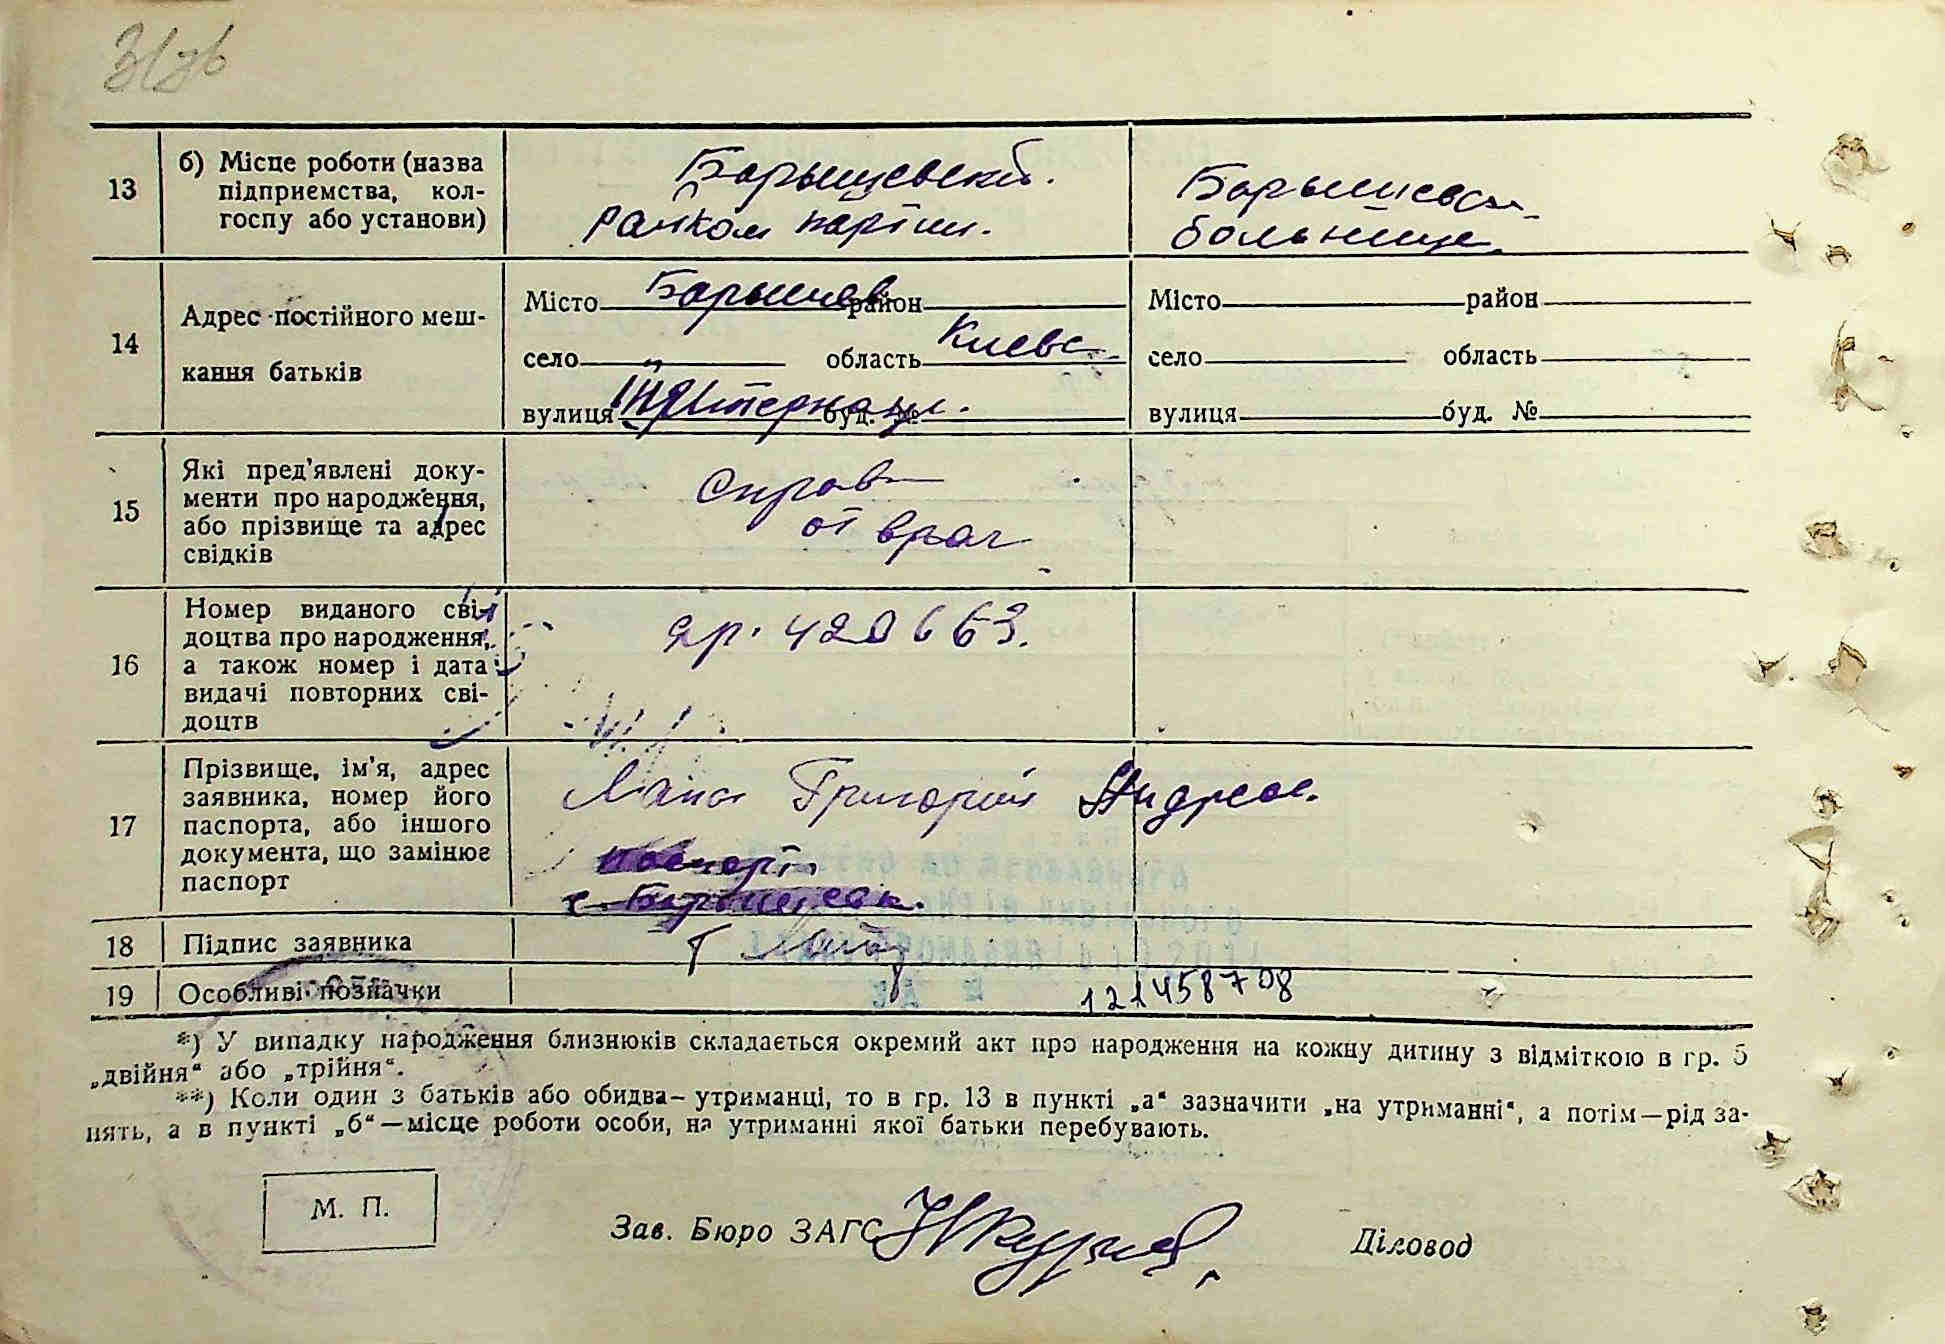 13
б) Місце роботи (назва
підприємства, кол-
госпу або установи)
Барышевский.
райком партии.
Барышевск.
больнице
14
Адрес постійного меш-
кання батьків
Місто Барышев район
село " область Киевс.
вулиця Интернац. буд. №
Місто район
село область
вулиця буд. №
15
Які пред'явлені доку-
менти про народження,
або прізвище та адрес
свідків
Справ
от врач
16
Номер виданого сві-
доцтва про народження,
а також номер і дата
видачі повторних сві-
доцтв
420663.
17
Прізвище, ім'я, адрес
заявника, номер його
паспорта, або іншого
документа, що замінює
паспорт
Григорий Андреев.
паспорт
18
Підпис заявника
19
Особливі позначки
121458708
*) У випадку народження близнюків складається окремий акт про народження на кожну дитину з відміткою в гр. 5
„двійня“ або „трійня“.
**) Коли один з батьків або обидва— утриманці, то в гр. 13 в пункті „а“ зазначити „на утриманні“, а потім—рід за-
нять, а в пункті „б“—місце роботи особи, на утриманні якої батьки перебувають.
М. П.
Зав. Бюро ЗАГС
Діловод